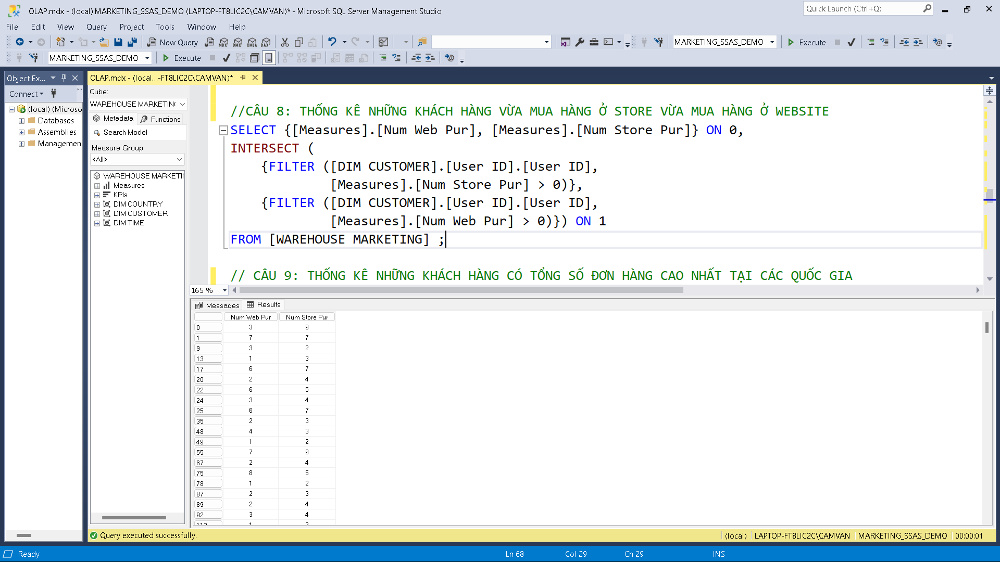 OLAP.mdx - (local).MARKETING_SSAS_DEMO (LAPTOP-FT8LIC2C\CAMVAN)* - Microsoft SQL Server Management Studio
Quick Launch (Ctrl+Q)
File Edit View Query Project Tools Window Help
New Query MDX DMX XMLA DAX MARKETING_SSAS_DEMO Execute
MARKETING_SSAS_DEMO Execute
Object Ex...
OLAP.mdx - (local...-FT8LIC2C\CAMVAN)*
Connect
(local) (Microso
Databases
Assemblies
Managemen
Cube:
WAREHOUSE MARKETING
Metadata Functions
Search Model
Measure Group:
<All>
WAREHOUSE MARKETI
Measures
KPIs
DIM COUNTRY
DIM CUSTOMER
DIM TIME
//CÂU 8: THỐNG KÊ NHỮNG KHÁCH HÀNG VỪA MUA HÀNG Ở STORE VỪA MUA HÀNG Ở WEBSITE
SELECT {[Measures].[Num Web Pur], [Measures].[Num Store Pur]} ON 0,
INTERSECT (
{FILTER ([DIM CUSTOMER].[User ID].[User ID],
[Measures].[Num Store Pur] > 0)},
{FILTER ([DIM CUSTOMER].[User ID].[User ID],
[Measures].[Num Web Pur] > 0)}) ON 1
FROM [WAREHOUSE MARKETING] ;
// CÂU 9: THỐNG KÊ NHỮNG KHÁCH HÀNG CÓ TỔNG SỐ ĐƠN HÀNG CAO NHẤT TẠI CÁC QUỐC GIA
165 %
Messages Results
Num Web Pur Num Store Pur
0 3 9
1 7 7
9 3 2
13 1 3
17 6 7
20 2 4
22 6 5
24 3 4
25 6 7
35 2 3
48 4 3
49 1 2
55 7 9
67 2 4
75 8 5
78 1 2
87 2 3
89 2 4
92 3 4
Query executed successfully.
(local) LAPTOP-FT8LIC2C\CAMVAN MARKETING_SSAS_DEMO 00:00:01
Ready Ln 68 Col 29 Ch 29 INS